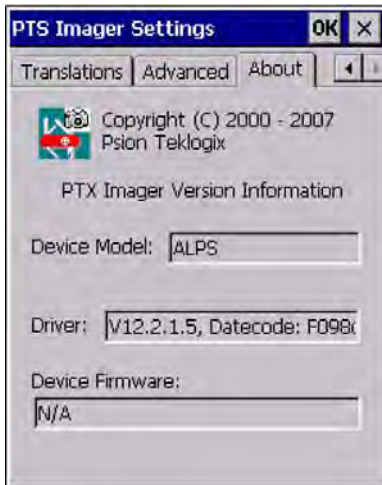 PTS Imager Settings OK ×
Translations Advanced About
Copyright (C) 2000 - 2007
Psion Teklogix
PTX Imager Version Information
Device Model: ALPS
Driver: V12.2.1.5, Datecode:
Device Firmware:
N/A